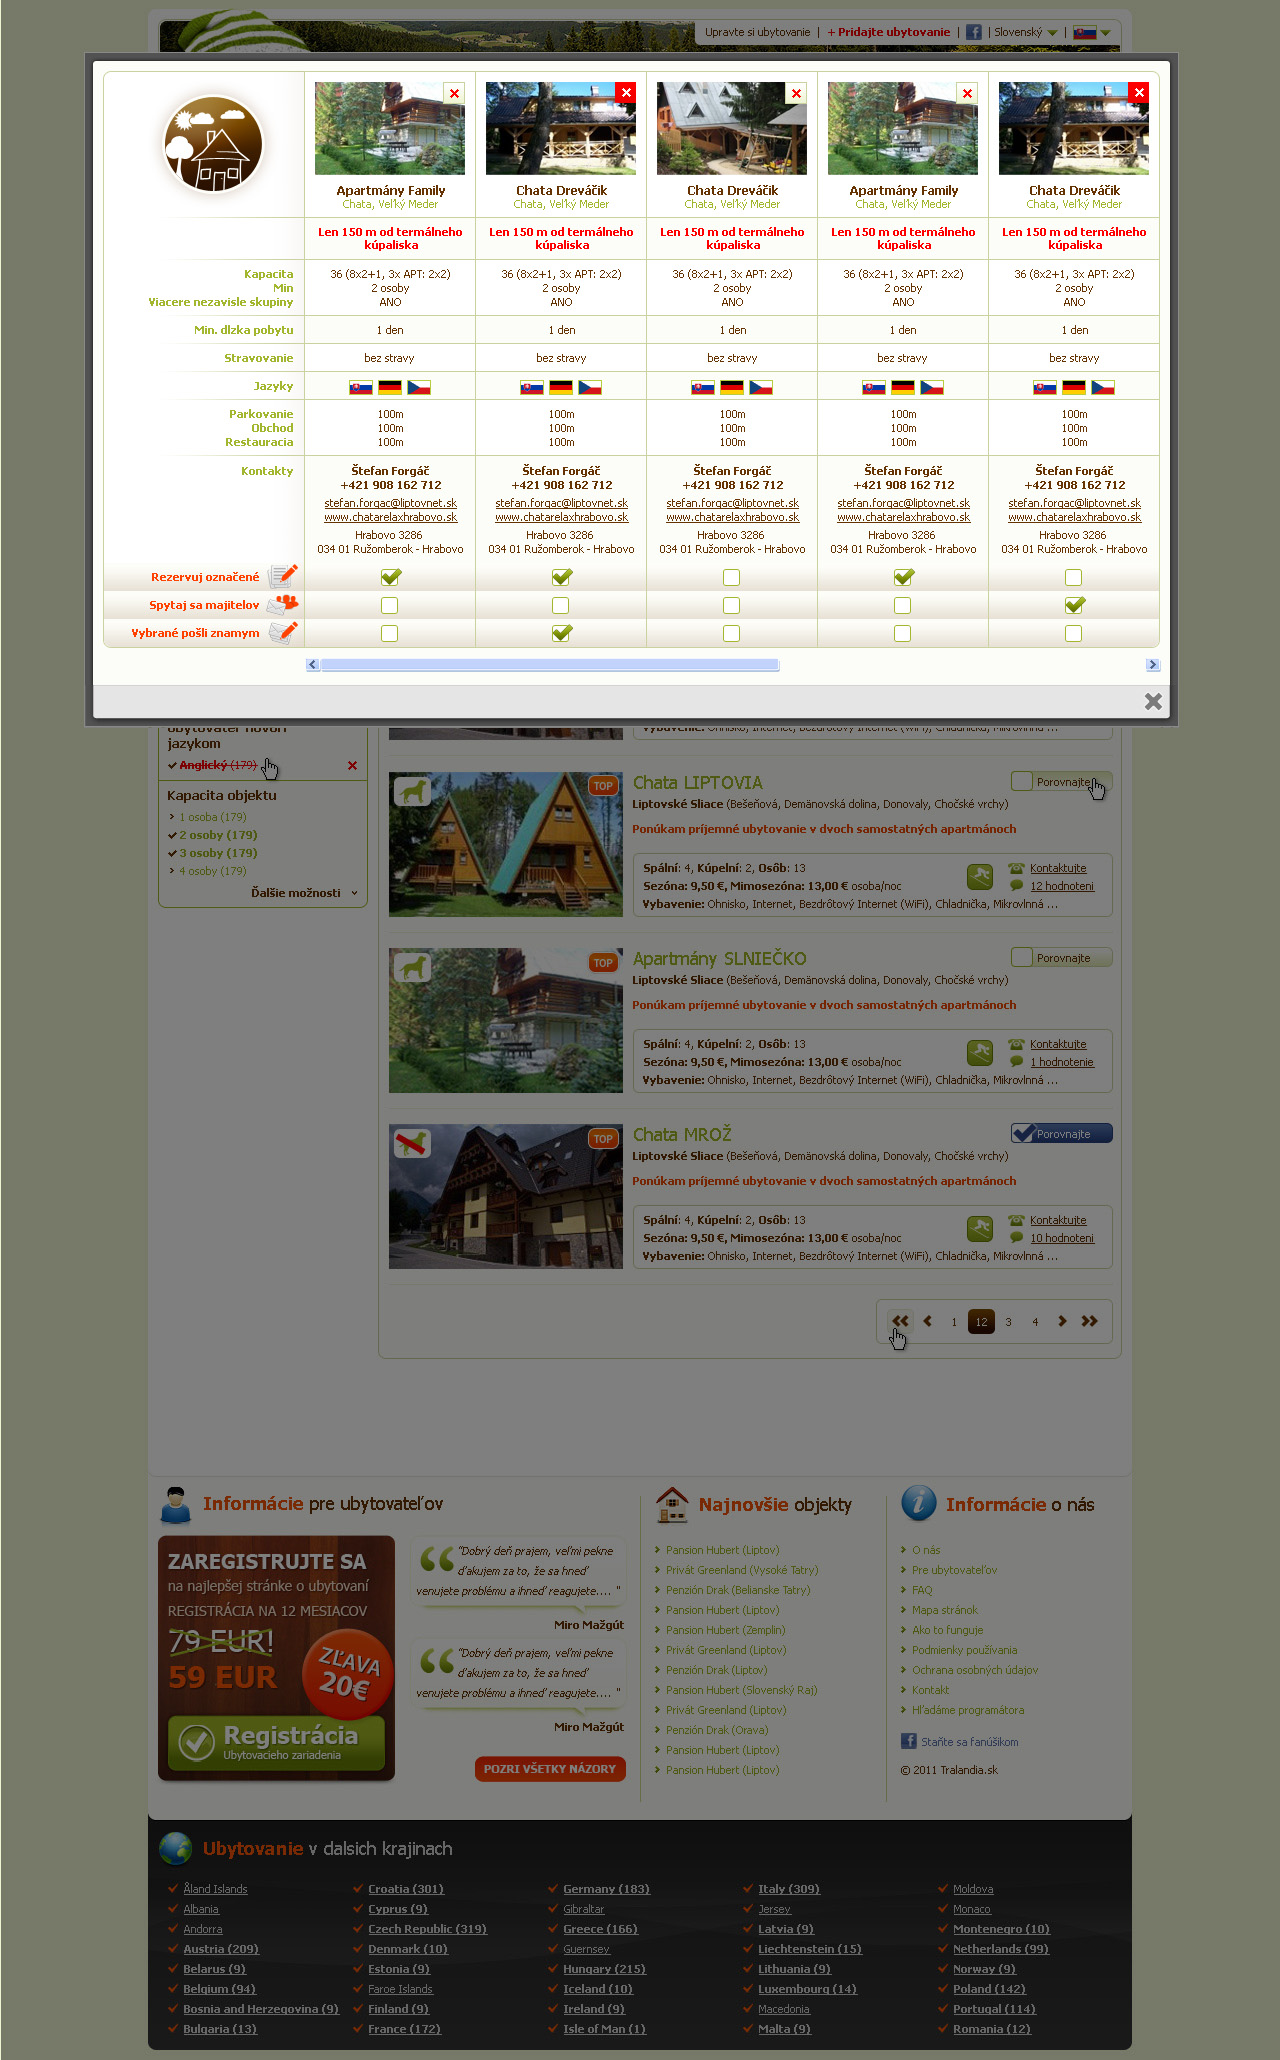 Upravte si ubytovanie | + Pridajte ubytovanie | Slovenský |
Apartmány Family Chata Dreváčik Chata Dreváčik Apartmány Family Chata Dreváčik
Chata, Veľký Meder Chata, Veľký Meder Chata, Veľký Meder Chata, Veľký Meder Chata, Veľký Meder
Len 150 m od termálneho Len 150 m od termálneho Len 150 m od termálneho Len 150 m od termálneho Len 150 m od termálneho
kúpaliska kúpaliska kúpaliska kúpaliska kúpaliska
Kapacita 36 (8x2+1, 3x APT: 2x2) 36 (8x2+1, 3x APT: 2x2) 36 (8x2+1, 3x APT: 2x2) 36 (8x2+1, 3x APT: 2x2) 36 (8x2+1, 3x APT: 2x2)
Min 2 osoby 2 osoby 2 osoby 2 osoby 2 osoby
Viacere nezavisle skupiny ANO ANO ANO ANO ANO
Min. dlzka pobytu 1 den 1 den 1 den 1 den 1 den
Stravovanie bez stravy bez stravy bez stravy bez stravy bez stravy
Jazyky
Parkovanie 100m 100m 100m 100m 100m
Obchod 100m 100m 100m 100m 100m
Restauracia 100m 100m 100m 100m 100m
Kontakty Štefan Forgáč Štefan Forgáč Štefan Forgáč Štefan Forgáč Štefan Forgáč
+421 908 162 712 +421 908 162 712 +421 908 162 712 +421 908 162 712 +421 908 162 712
stefan.forgac@liptovnet.sk stefan.forgac@liptovnet.sk stefan.forgac@liptovnet.sk stefan.forgac@liptovnet.sk stefan.forgac@liptovnet.sk
www.chatarelaxhrabovo.sk www.chatarelaxhrabovo.sk www.chatarelaxhrabovo.sk www.chatarelaxhrabovo.sk www.chatarelaxhrabovo.sk
Hrabovo 3286 Hrabovo 3286 Hrabovo 3286 Hrabovo 3286 Hrabovo 3286
034 01 Ružomberok - Hrabovo 034 01 Ružomberok - Hrabovo 034 01 Ružomberok - Hrabovo 034 01 Ružomberok - Hrabovo 034 01 Ružomberok - Hrabovo
Rezervuj označené
Spytaj sa majitelov
Vybrané pošli znamym
jazykom
Anglický (179)
Kapacita objektu
1 osoba (179)
2 osoby (179)
3 osoby (179)
4 osoby (179)
Ďalšie možnosti
Vybavenie: Ohnisko, Internet, Bezdrôtový Internet (WiFi), Chladnička, Mikrovlnná ...
TOP
Chata LIPTOVIA
Porovnajte
Liptovské Sliace (Bešeňová, Demänovská dolina, Donovaly, Chočské vrchy)
Ponúkam príjemné ubytovanie v dvoch samostatných apartmánoch
Spální: 4, Kúpelní: 2, Osôb: 13
Kontaktujte
Sezóna: 9,50 €, Mimosezóna: 13,00 € osoba/noc
12 hodnoteni
Vybavenie: Ohnisko, Internet, Bezdrôtový Internet (WiFi), Chladnička, Mikrovlnná ...
TOP
Apartmány SLNIEČKO
Porovnajte
Liptovské Sliace (Bešeňová, Demänovská dolina, Donovaly, Chočské vrchy)
Ponúkam príjemné ubytovanie v dvoch samostatných apartmánoch
Spální: 4, Kúpelní: 2, Osôb: 13
Kontaktujte
Sezóna: 9,50 €, Mimosezóna: 13,00 € osoba/noc
1 hodnotenie
Vybavenie: Ohnisko, Internet, Bezdrôtový Internet (WiFi), Chladnička, Mikrovlnná ...
TOP
Chata MROŽ
Porovnajte
Liptovské Sliace (Bešeňová, Demänovská dolina, Donovaly, Chočské vrchy)
Ponúkam príjemné ubytovanie v dvoch samostatných apartmánoch
Spální: 4, Kúpelní: 2, Osôb: 13
Kontaktujte
Sezóna: 9,50 €, Mimosezóna: 13,00 € osoba/noc
10 hodnoteni
Vybavenie: Ohnisko, Internet, Bezdrôtový Internet (WiFi), Chladnička, Mikrovlnná ...
1 12 3 4
Informácie pre ubytovateľov
ZAREGISTRUJTE SA
na najlepšej stránke o ubytovaní
REGISTRÁCIA NA 12 MESIACOV
79 EUR!
59 EUR
ZĽAVA
20€
Registrácia
Ubytovacieho zariadenia
"Dobrý deň prajem, veľmi pekne
ďakujem za to, že sa hneď
venujete problému a ihneď reagujete.... "
Miro Mažgút
"Dobrý deň prajem, veľmi pekne
ďakujem za to, že sa hneď
venujete problému a ihneď reagujete.... "
Miro Mažgút
POZRI VŠETKY NÁZORY
Najnovšie objekty
Pansion Hubert (Liptov)
Privát Greenland (Vysoké Tatry)
Penzión Drak (Belianske Tatry)
Pansion Hubert (Liptov)
Pansion Hubert (Zemplín)
Privát Greenland (Liptov)
Penzión Drak (Liptov)
Pansion Hubert (Slovenský Raj)
Privát Greenland (Liptov)
Penzión Drak (Orava)
Pansion Hubert (Liptov)
Pansion Hubert (Liptov)
Informácie o nás
O nás
Pre ubytovateľov
FAQ
Mapa stránok
Ako to funguje
Podmienky používania
Ochrana osobných údajov
Kontakt
Hľadáme programátora
Staňte sa fanúšikom
© 2011 Tralandia.sk
Ubytovanie v dalsich krajinach
Åland Islands
Albania
Andorra
Austria (209)
Belarus (9)
Belgium (94)
Bosnia and Herzegovina (9)
Bulgaria (13)
Croatia (301)
Cyprus (9)
Czech Republic (319)
Denmark (10)
Estonia (9)
Faroe Islands
Finland (9)
France (172)
Germany (183)
Gibraltar
Greece (166)
Guernsey
Hungary (215)
Iceland (10)
Ireland (9)
Isle of Man (1)
Italy (309)
Jersey
Latvia (9)
Liechtenstein (15)
Lithuania (9)
Luxembourg (14)
Macedonia
Malta (9)
Moldova
Monaco
Montenegro (10)
Netherlands (99)
Norway (9)
Poland (142)
Portugal (114)
Romania (12)